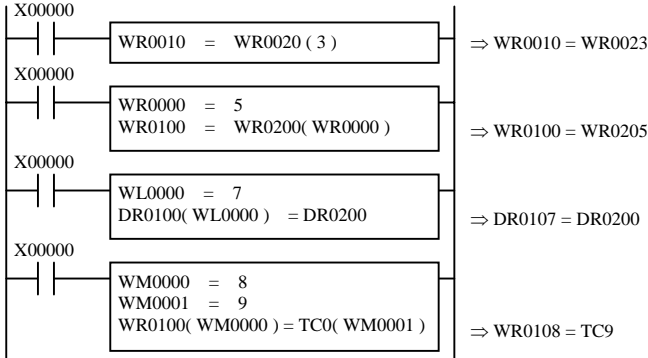 X00000
WR0010 = WR0020 ( 3 ) ⇒ WR0010 = WR0023
X00000
WR0000 = 5
WR0100 = WR0200( WR0000 ) ⇒ WR0100 = WR0205
X00000
WL0000 = 7
DR0100( WL0000 ) = DR0200 ⇒ DR0107 = DR0200
X00000
WM0000 = 8
WM0001 = 9
WR0100( WM0000 ) = TC0( WM0001 ) ⇒ WR0108 = TC9